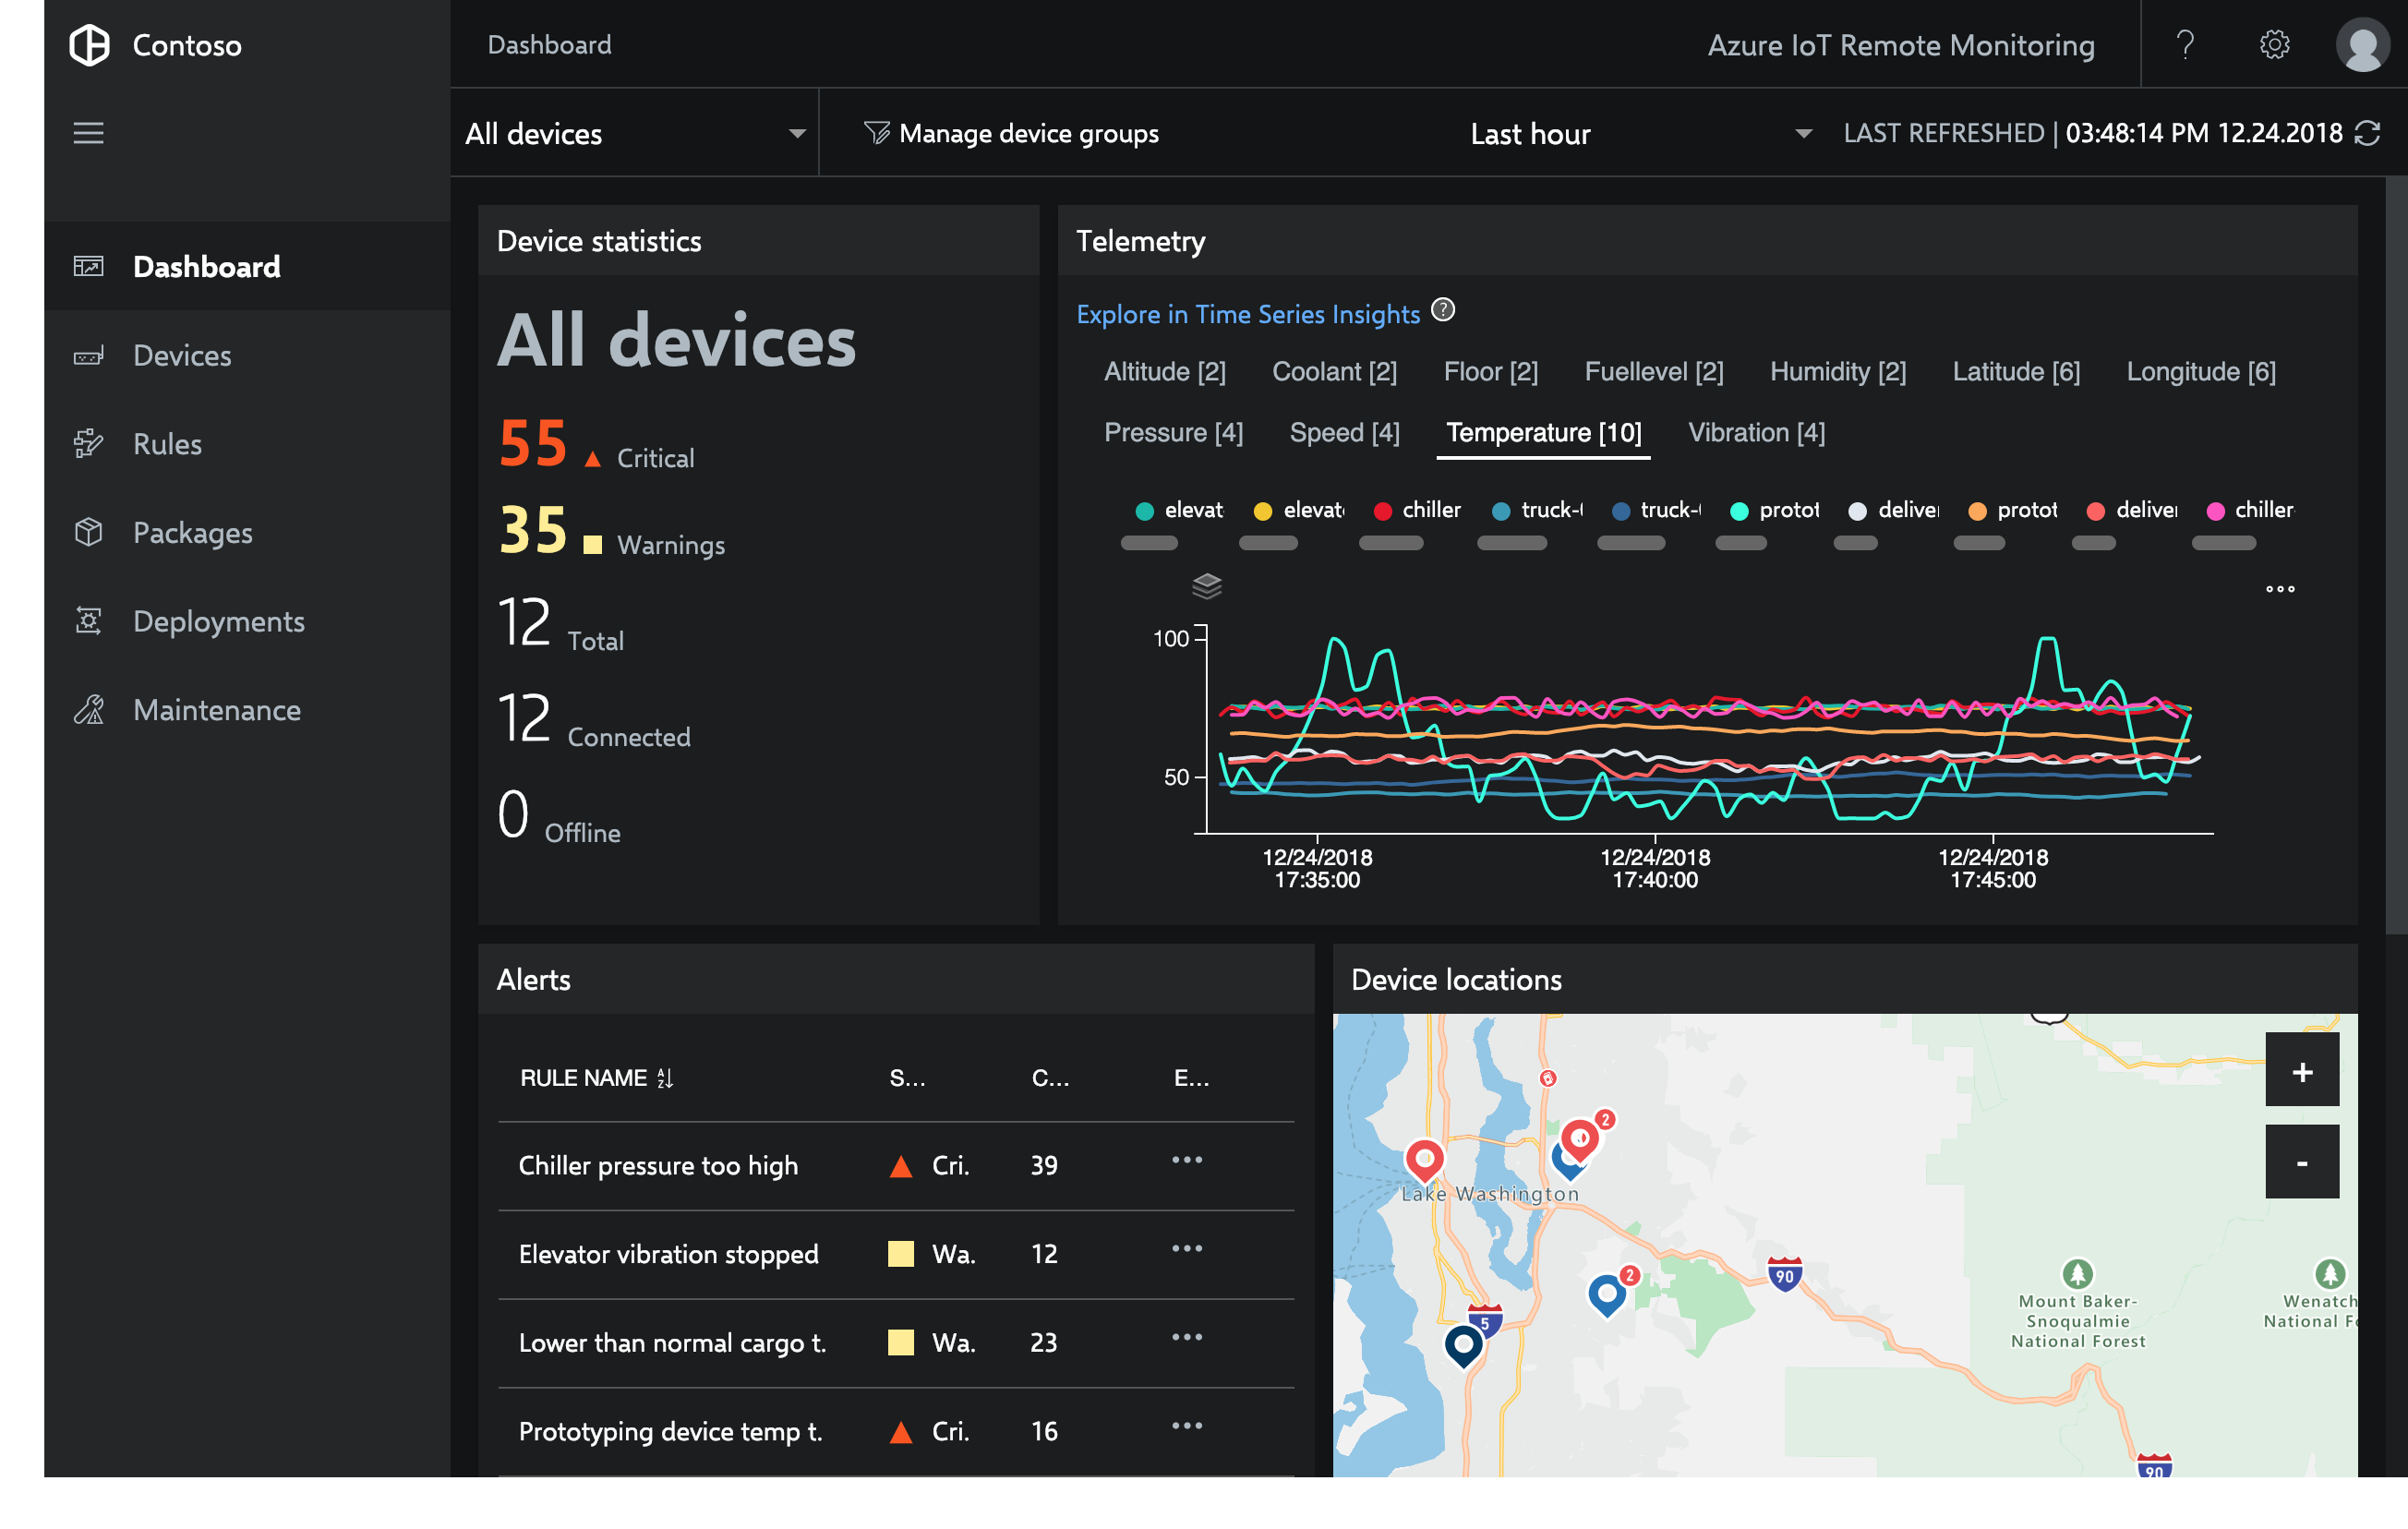 Contoso
Dashboard
Azure IoT Remote Monitoring
?
All devices
Manage device groups
Last hour
LAST REFRESHED | 03:48:14 PM 12.24.2018
Dashboard
Devices
Rules
Packages
Deployments
Maintenance
Device statistics
All devices
55 Critical
35 Warnings
12 Total
12 Connected
0 Offline
Telemetry
Explore in Time Series Insights ?
Altitude [2] Coolant [2] Floor [2] Fuellevel [2] Humidity [2] Latitude [6] Longitude [6]
Pressure [4] Speed [4] Temperature [10] Vibration [4]
elevat elevat chiller truck- truck- protot delive protot delive chiller
100
50
12/24/2018 12/24/2018 12/24/2018
17:35:00 17:40:00 17:45:00
Alerts
RULE NAME S... C... E...
Chiller pressure too high Cri. 39
Elevator vibration stopped Wa. 12
Lower than normal cargo t. Wa. 23
Prototyping device temp t. Cri. 16
Device locations
+
-
2
Lake Washington
2
90
5
Mount Baker-
Snoqualmie
National Forest
Wenatch
National F
90